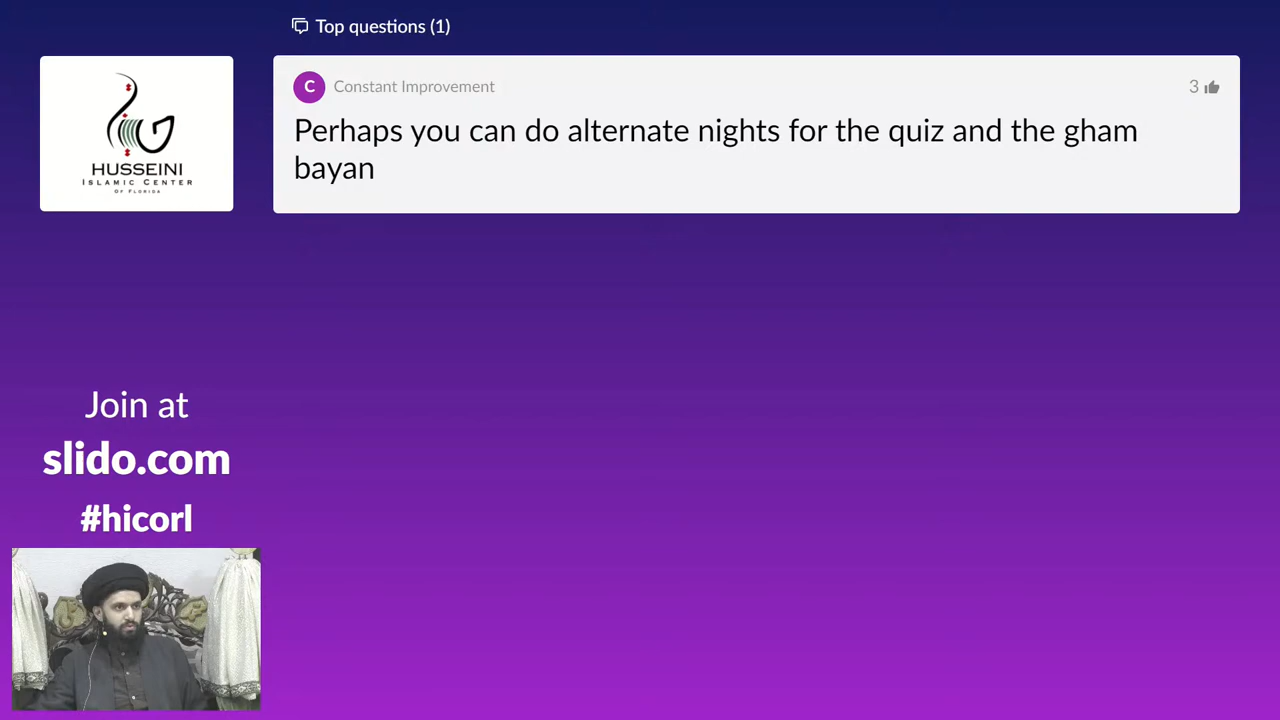 Top questions (1)
HUSSEINI
ISLAMIC CENTER
OF FLORIDA
C Constant Improvement 3
Perhaps you can do alternate nights for the quiz and the gham
bayan
Join at
slido.com
#hicorl